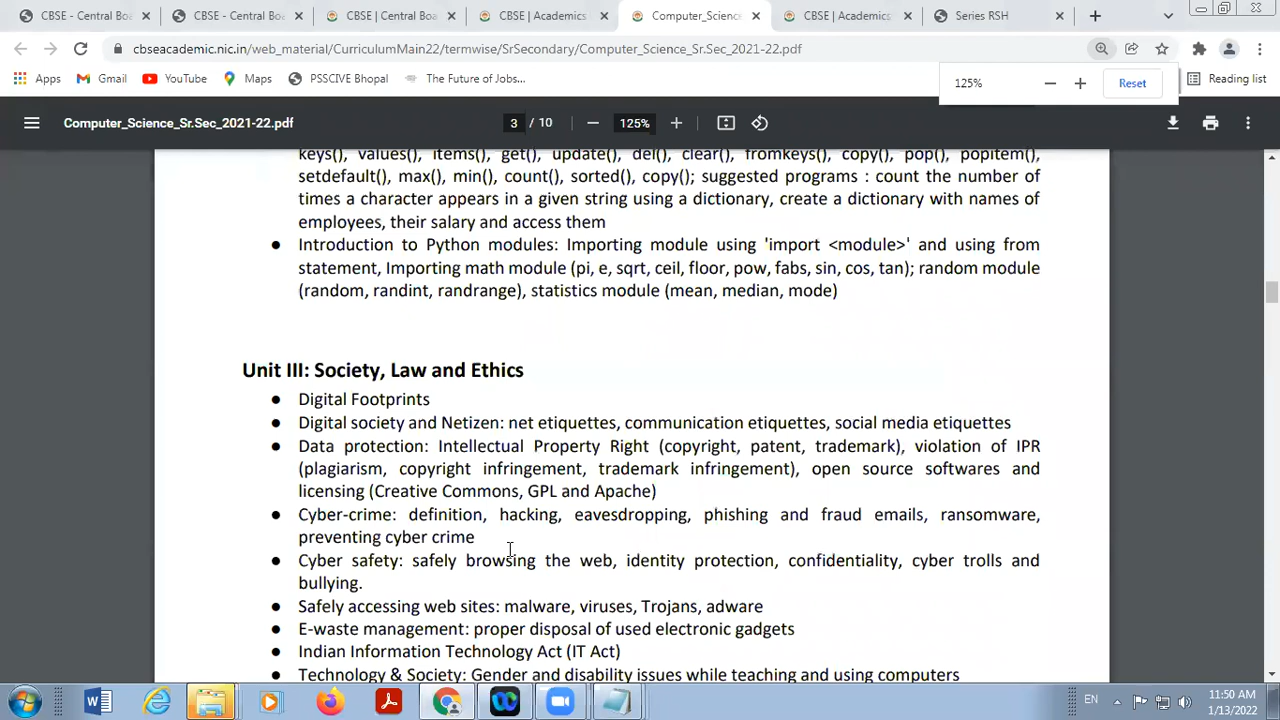 CBSE - Central Boa
CBSE - Central Boa
CBSE | Central Boa
CBSE | Academics
Computer_Science
CBSE | Academics
Series RSH
cbseacademic.nic.in/web_material/CurriculumMain22/termwise/SrSecondary/Computer_Science_Sr.Sec_2021-22.pdf
Apps Gmail YouTube Maps PSSCIVE Bhopal The Future of Jobs... Reading list
125% Reset
Computer_Science_Sr.Sec_2021-22.pdf 3 / 10 125%
keys(), values(), items(), get(), update(), del(), clear(), fromkeys(), copy(), pop(), popitem(),
setdefault(), max(), min(), count(), sorted(), copy(); suggested programs : count the number of
times a character appears in a given string using a dictionary, create a dictionary with names of
employees, their salary and access them
● Introduction to Python modules: Importing module using 'import <module>' and using from
statement, Importing math module (pi, e, sqrt, ceil, floor, pow, fabs, sin, cos, tan); random module
(random, randint, randrange), statistics module (mean, median, mode)
Unit III: Society, Law and Ethics
● Digital Footprints
● Digital society and Netizen: net etiquettes, communication etiquettes, social media etiquettes
● Data protection: Intellectual Property Right (copyright, patent, trademark), violation of IPR
(plagiarism, copyright infringement, trademark infringement), open source softwares and
licensing (Creative Commons, GPL and Apache)
● Cyber-crime: definition, hacking, eavesdropping, phishing and fraud emails, ransomware,
preventing cyber crime
● Cyber safety: safely browsing the web, identity protection, confidentiality, cyber trolls and
bullying.
● Safely accessing web sites: malware, viruses, Trojans, adware
● E-waste management: proper disposal of used electronic gadgets
● Indian Information Technology Act (IT Act)
● Technology & Society: Gender and disability issues while teaching and using computers
EN
11:50 AM
1/13/2022